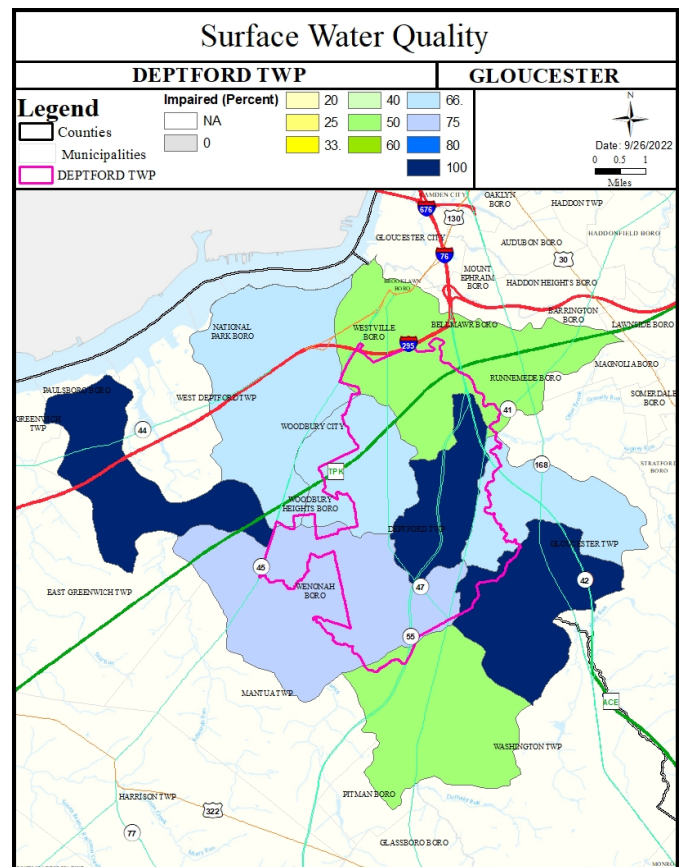 Surface Water Quality
DEPTFORD TWP
GLOUCESTER
Legend
Counties
Municipalities
DEPTFORD TWP
Impaired (Percent)
NA
0
20
25
33.
40
50
60
66.
75
80
100
N
Date: 9/26/2022
0 0.5 1
Miles
CAMDEN CITY
OAKLYN
BORO
HADDON TWP
676
130
GLOUCESTER CITY
HADDONFIELD BORO
AUDUBON BORO
76
30
MOUNT
EPHRAIM
BORO
HADDON HEIGHTS BORO
BROOKLAWN
BORO
BARRINGTON
BORO
NATIONAL
PARK BORO
WESTVILLE
BORO
BELLMAWR BORO
LAWNSIDE BORO
295
MAGNOLIA BORO
RUNNEMEDE BORO
PAULSBORO BORO
WEST DEPTFORD TWP
SOMERDALE
BORO
GREENWICH
TWP
41
44
WOODBURY CITY
168
STRATFORD
BORO
TPK
WOODBURY
HEIGHTS BORO
DEPTFORD TWP
GLOUCESTER TWP
45
42
47
EAST GREENWICH TWP
WENONAH
BORO
55
MANTUA TWP
ACE
WASHINGTON TWP
HARRISON TWP
PITMAN BORO
322
77
GLASSBORO BORO